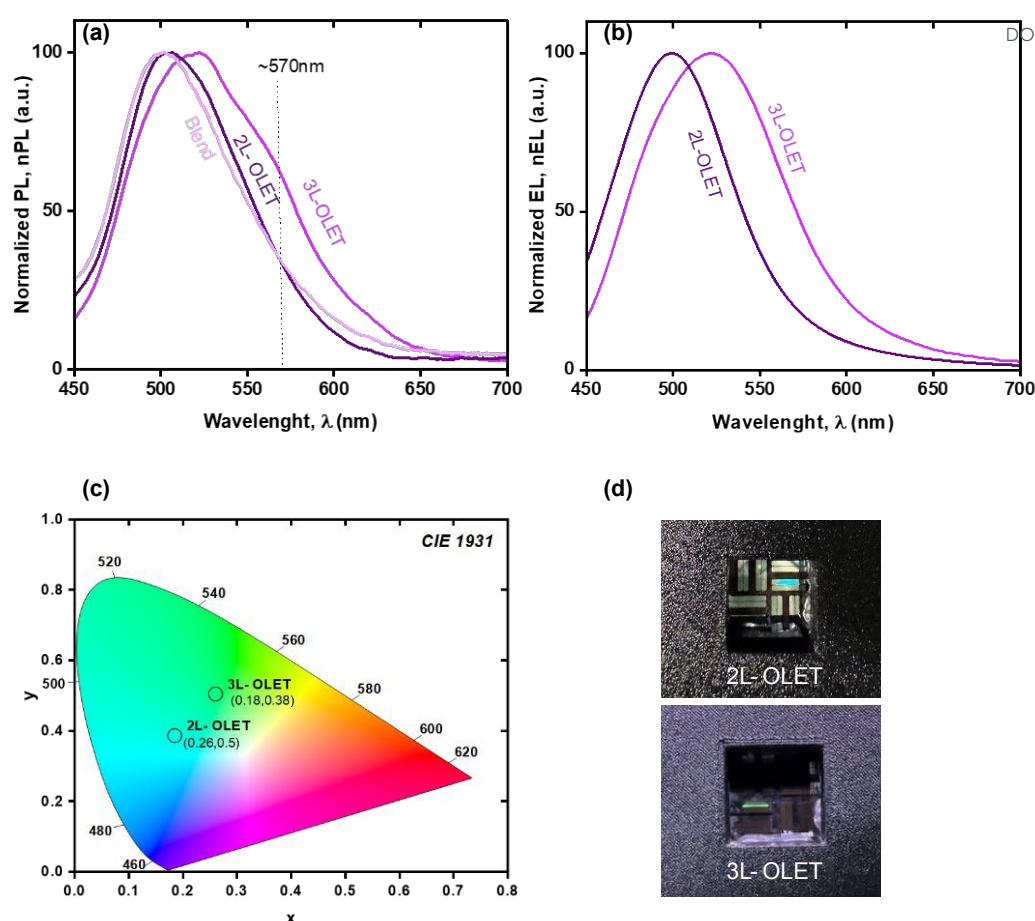 (a)
100
50
0
450
500
550
600
650
700
Normalized PL, nPL (a.u.)
Wavelenght, λ (nm)
~570nm
Blend
2L- OLET
3L-OLET
(b)
DO
100
50
0
450
500
550
600
650
700
Normalized EL, nEL (a.u.)
Wavelenght, λ (nm)
2L-OLET
3L-OLET
(c)
CIE 1931
1.0
0.8
0.6
0.4
0.2
0.0
y
520
540
560
500
580
600
620
480
460
3L- OLET
(0.18,0.38)
2L- OLET
(0.26,0.5)
0.0
0.1
0.2
0.3
0.4
0.5
0.6
0.7
0.8
x
(d)
2L- OLET
3L- OLET